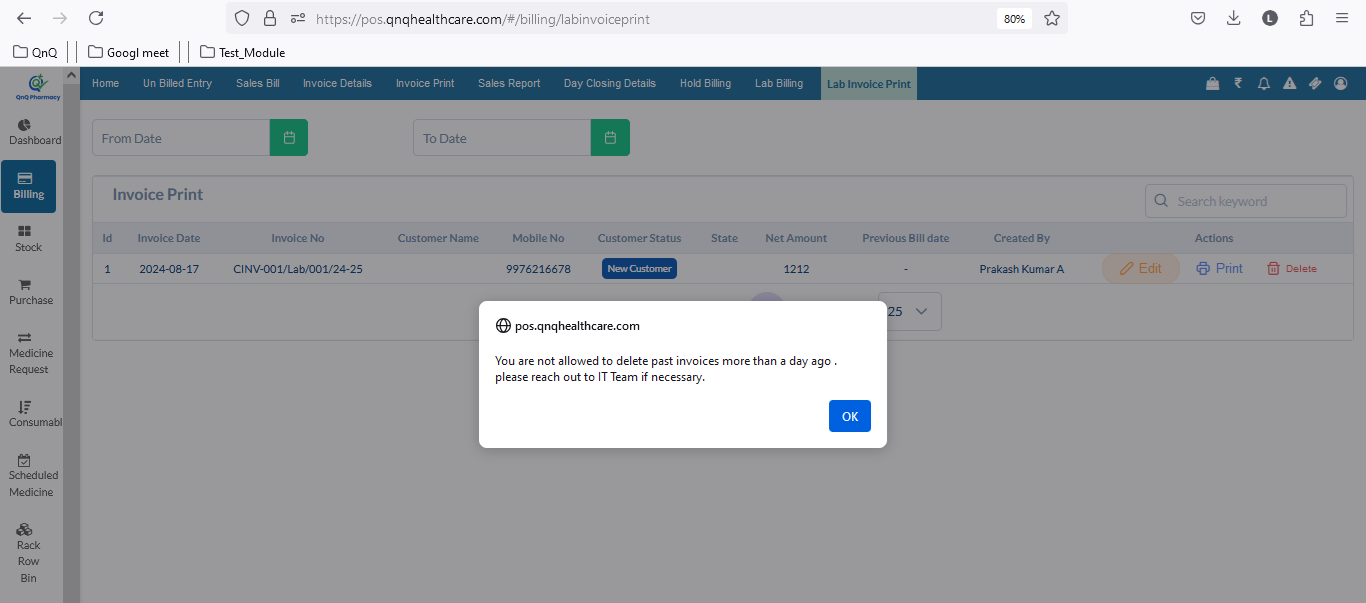 https://pos.qnqhealthcare.com/#/billing/labinvoiceprint 80% L
QnQ Googl meet Test_Module
QnQ Pharmacy
Home Un Billed Entry Sales Bill Invoice Details Invoice Print Sales Report Day Closing Details Hold Billing Lab Billing Lab Invoice Print
Dashboard
Billing
Stock
Purchase
Medicine
Request
Consumabl
Scheduled
Medicine
Rack
Row
Bin
From Date To Date
Invoice Print Search keyword
Id Invoice Date Invoice No Customer Name Mobile No Customer Status State Net Amount Previous Bill date Created By Actions
1 2024-08-17 CINV-001/Lab/001/24-25 9976216678 New Customer 1212 - Prakash Kumar A Edit Print Delete
25
pos.qnqhealthcare.com
You are not allowed to delete past invoices more than a day ago .
please reach out to IT Team if necessary.
OK